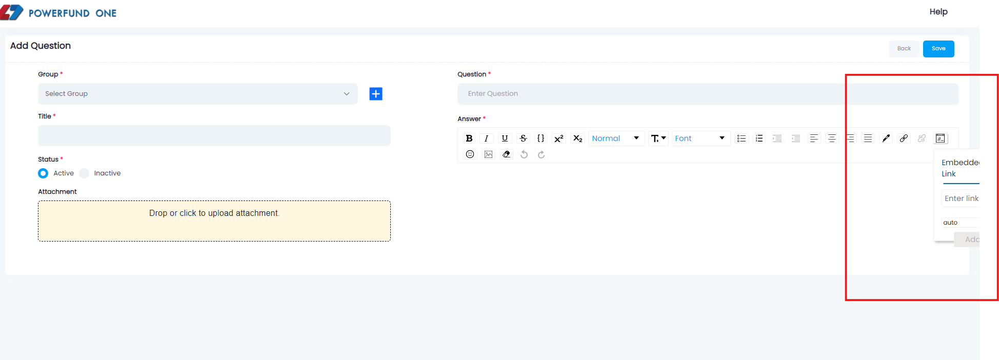 POWERFUND ONE
Help
Add Question
Back
Save
Group *
Select Group
Title *
Status *
Active
Inactive
Attachment
Drop or click to upload attachment.
Question *
Enter Question
Answer *
B I U S {} x² X₂ Normal T Font
Embedded
Link
Enter link
auto
Add